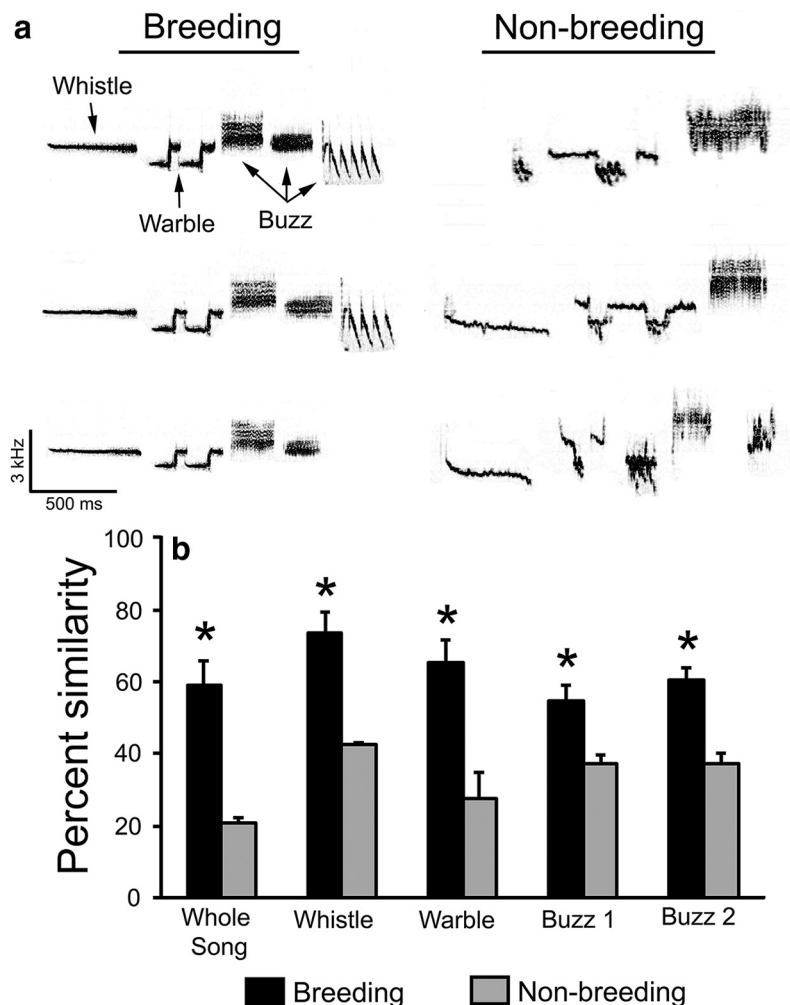 a
Breeding
Non-breeding
Whistle
Warble
Buzz
3 kHz
500 ms
b
Percent similarity
100
80
60
40
20
0
*
*
*
*
*
Whole Song
Whistle
Warble
Buzz 1
Buzz 2
Breeding
Non-breeding